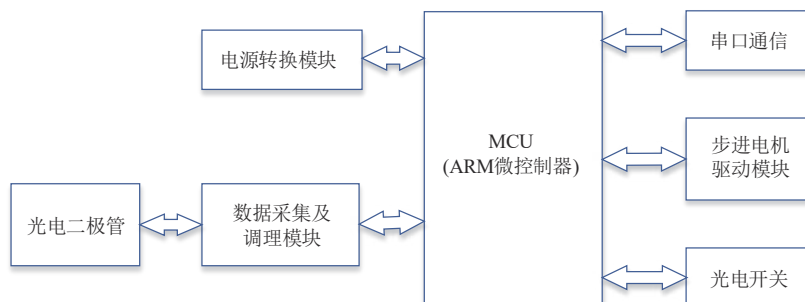 电源转换模块
光电二极管
数据采集及
调理模块
MCU
(ARM微控制器)
串口通信
步进电机
驱动模块
光电开关